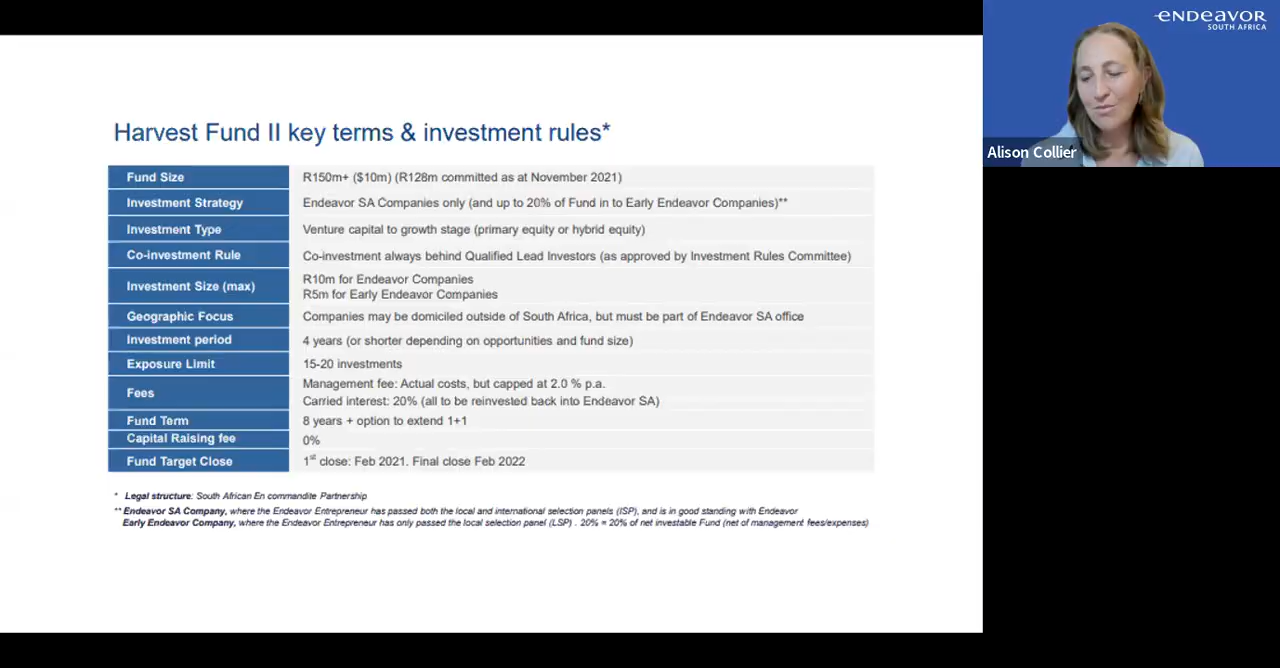 Harvest Fund II key terms & investment rules*
Fund Size R150m+ ($10m) (R128m committed as at November 2021)
Investment Strategy Endeavor SA Companies only (and up to 20% of Fund in to Early Endeavor Companies)**
Investment Type Venture capital to growth stage (primary equity or hybrid equity)
Co-investment Rule Co-investment always behind Qualified Lead Investors (as approved by Investment Rules Committee)
Investment Size (max) R10m for Endeavor Companies
R5m for Early Endeavor Companies
Geographic Focus Companies may be domiciled outside of South Africa, but must be part of Endeavor SA office
Investment period 4 years (or shorter depending on opportunities and fund size)
Exposure Limit 15-20 investments
Fees Management fee: Actual costs, but capped at 2.0 % p.a.
Carried interest: 20% (all to be reinvested back into Endeavor SA)
Fund Term 8 years + option to extend 1+1
Capital Raising fee 0%
Fund Target Close 1st close: Feb 2021. Final close Feb 2022
* Legal structure: South African En commandite Partnership
** Endeavor SA Company, where the Endeavor Entrepreneur has passed both the local and international selection panels (ISP), and is in good standing with Endeavor
Early Endeavor Company, where the Endeavor Entrepreneur has only passed the local selection panel (LSP) . 20% = 20% of net investable Fund (net of management fees/expenses)
ENDEAVOR
SOUTH AFRICA
Alison Collier